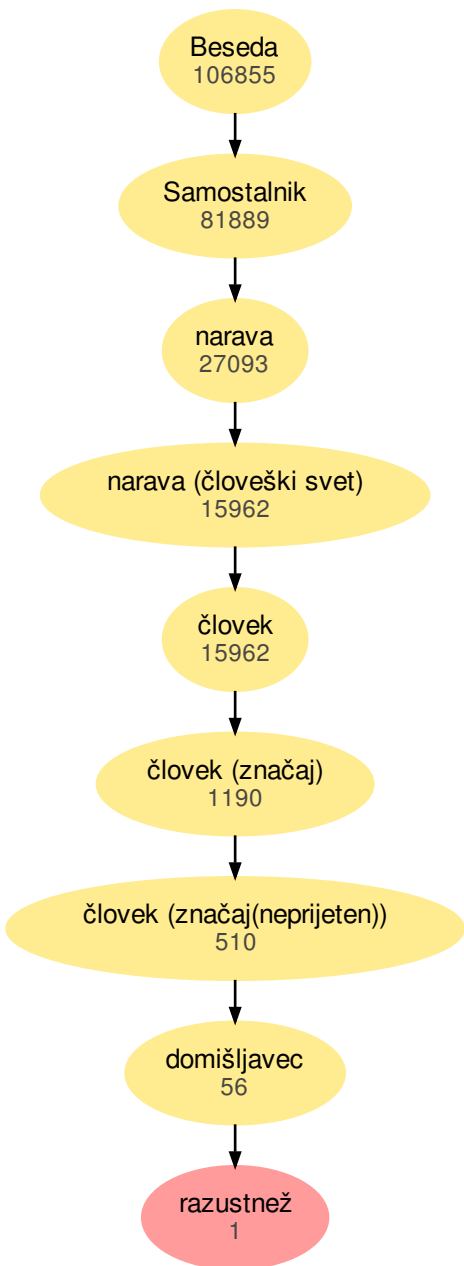 Beseda
106855
Samostalnik
81889
narava
27093
narava (človeški svet)
15962
človek
15962
človek (značaj)
1190
človek (značaj(neprijeten))
510
domišljavec
56
razustnež
1